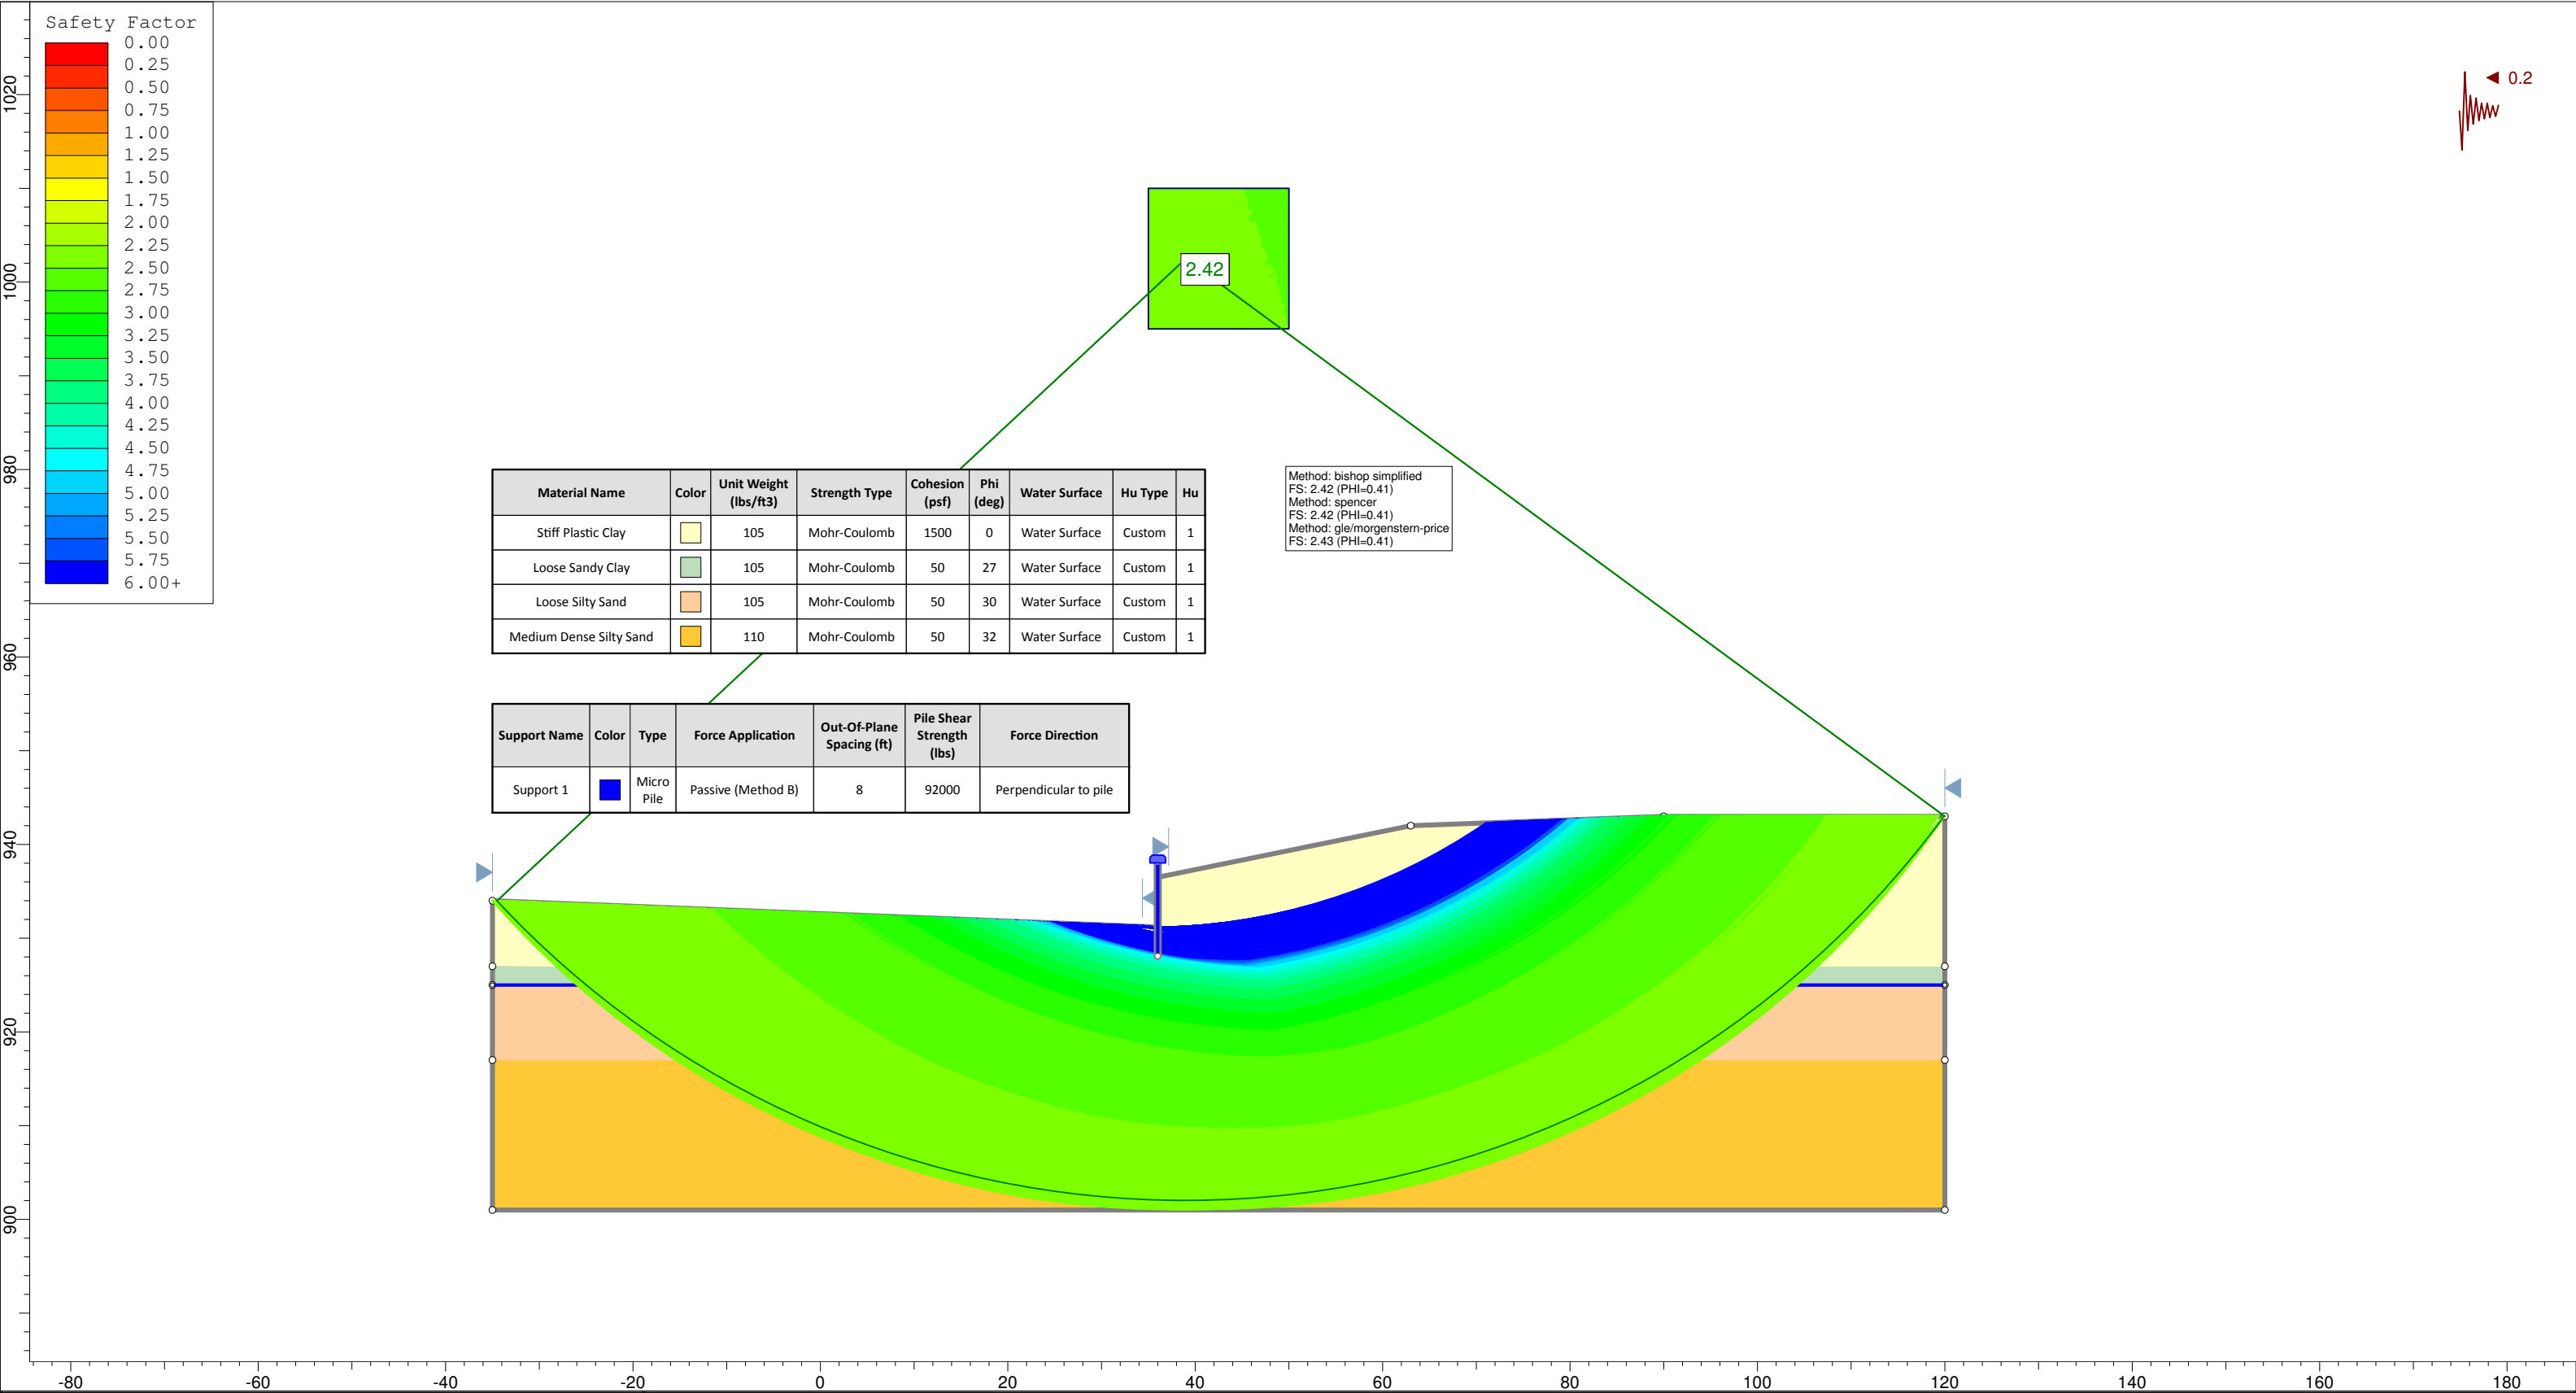 Safety Factor
0.00
0.25
0.50
0.75
1.00
1.25
1.50
1.75
2.00
2.25
2.50
2.75
3.00
3.25
3.50
3.75
4.00
4.25
4.50
4.75
5.00
5.25
5.50
5.75
6.00+
0.2
2.42
Material Name Color Unit Weight (lbs/ft3) Strength Type Cohesion (psf) Phi (deg) Water Surface Hu Type Hu
Stiff Plastic Clay 105 Mohr-Coulomb 1500 0 Water Surface Custom 1
Loose Sandy Clay 105 Mohr-Coulomb 50 27 Water Surface Custom 1
Loose Silty Sand 105 Mohr-Coulomb 50 30 Water Surface Custom 1
Medium Dense Silty Sand 110 Mohr-Coulomb 50 32 Water Surface Custom 1
Method: bishop simplified
FS: 2.42 (PHI=0.41)
Method: spencer
FS: 2.42 (PHI=0.41)
Method: gle/morgenstern-price
FS: 2.43 (PHI=0.41)
Support Name Color Type Force Application Out-Of-Plane Spacing (ft) Pile Shear Strength (lbs) Force Direction
Support 1 Micro Pile Passive (Method B) 8 92000 Perpendicular to pile
1020
1000
980
960
940
920
900
-80 -60 -40 -20 0 20 40 60 80 100 120 140 160 180